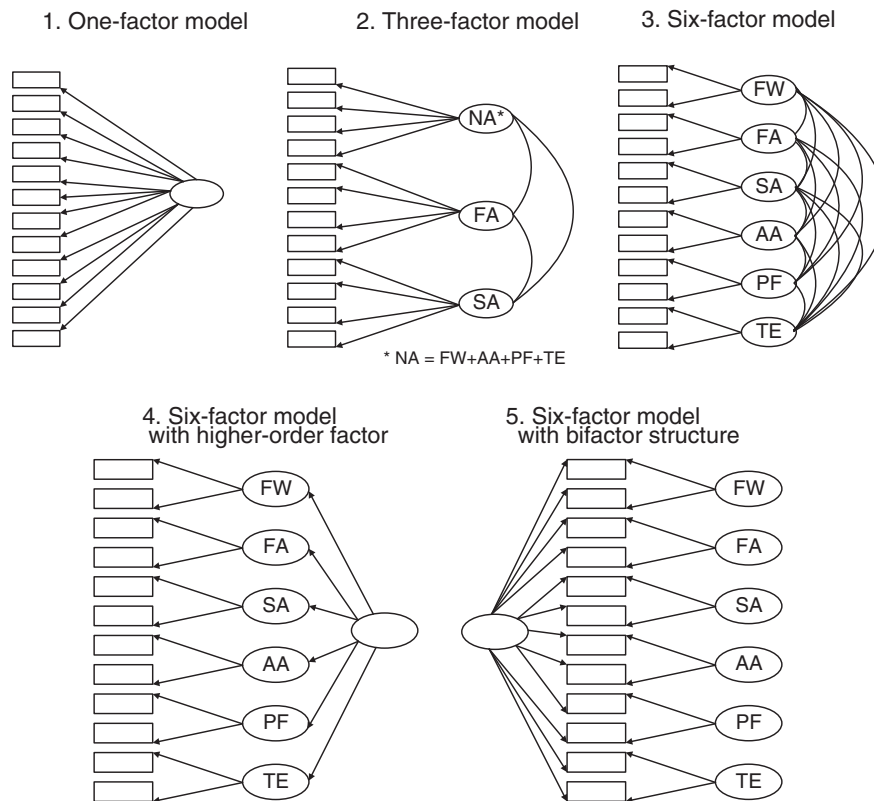 1. One-factor model
2. Three-factor model
3. Six-factor model
NA*
FA
SA
* NA = FW+AA+PF+TE
FW
FA
SA
AA
PF
TE
4. Six-factor model
with higher-order factor
FW
FA
SA
AA
PF
TE
5. Six-factor model
with bifactor structure
FW
FA
SA
AA
PF
TE